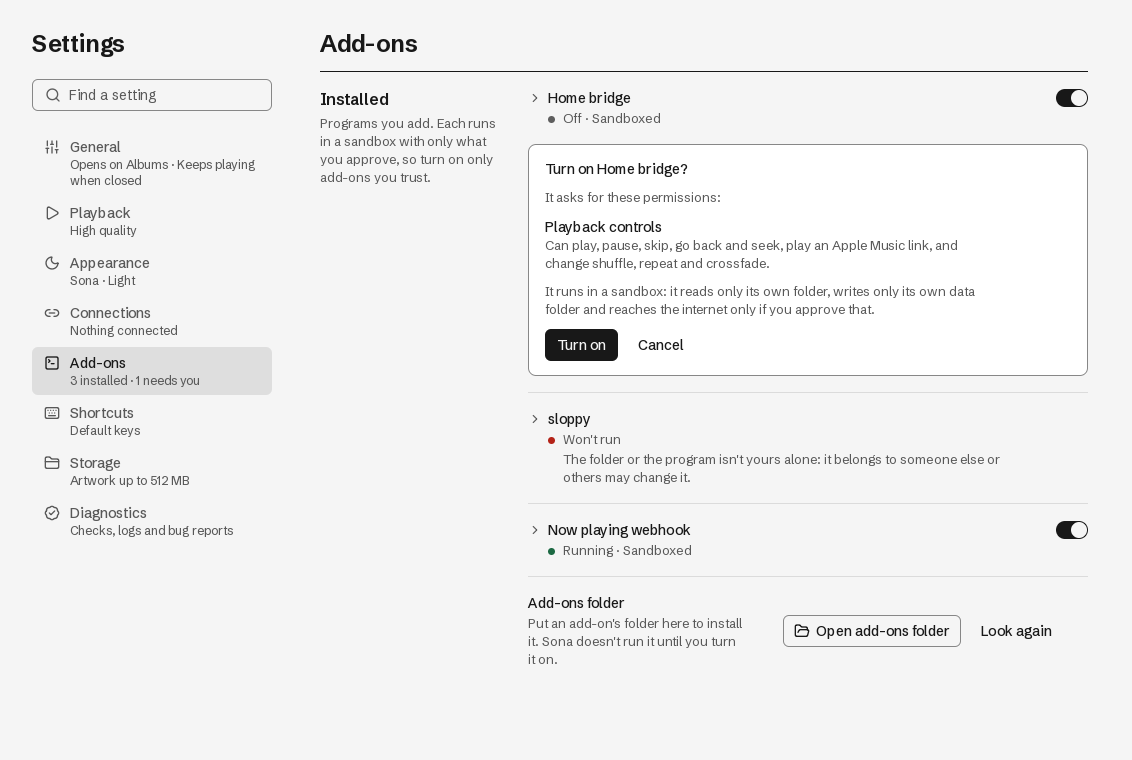 Settings
Find a setting
General
Opens on Albums · Keeps playing
when closed
Playback
High quality
Appearance
Sona · Light
Connections
Nothing connected
Add-ons
3 installed · 1 needs you
Shortcuts
Default keys
Storage
Artwork up to 512 MB
Diagnostics
Checks, logs and bug reports
Add-ons
Installed
Programs you add. Each runs
in a sandbox with only what
you approve, so turn on only
add-ons you trust.
Home bridge
Off · Sandboxed
Turn on Home bridge?
It asks for these permissions:
Playback controls
Can play, pause, skip, go back and seek, play an Apple Music link, and
change shuffle, repeat and crossfade.
It runs in a sandbox: it reads only its own folder, writes only its own data
folder and reaches the internet only if you approve that.
Turn on
Cancel
sloppy
Won't run
The folder or the program isn't yours alone: it belongs to someone else or
others may change it.
Now playing webhook
Running · Sandboxed
Add-ons folder
Put an add-on's folder here to install
it. Sona doesn't run it until you turn
it on.
Open add-ons folder
Look again